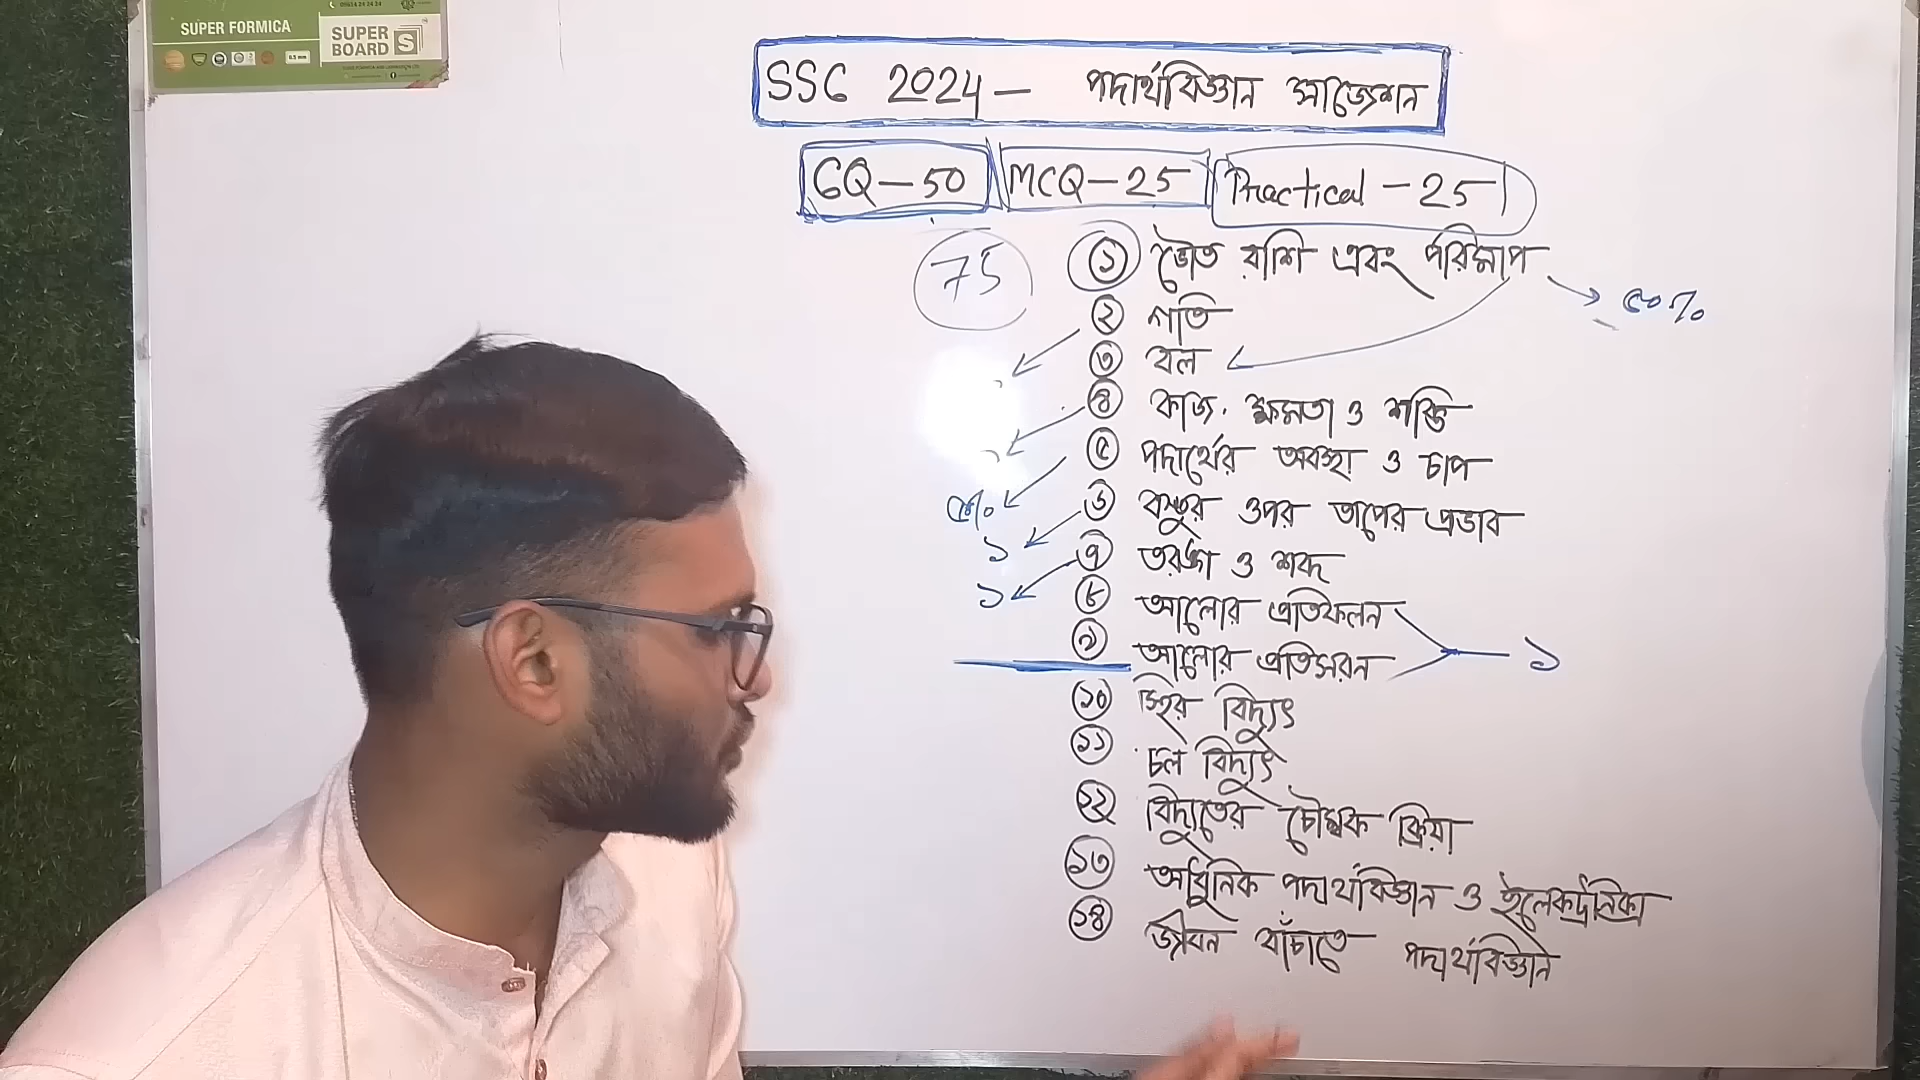 SUPER FORMICA
SUPER BOARD S
SSC 2024 — পদার্থবিজ্ঞান সাজেশন
CQ – 50 MCQ – 25 Practical – 25
75
১ ভৌত রাশি এবং পরিমাপ
৫০%
২ গতি
৩ বল
৪ কাজ, ক্ষমতা ও শক্তি
৫ পদার্থের অবস্থা ও চাপ
৫০%
৬ বস্তুর ওপর তাপের প্রভাব
১
৭ তরঙ্গ ও শব্দ
১
৮ আলোর প্রতিফলন
৯ আলোর প্রতিসরন
১
১০ স্থির বিদ্যুৎ
১১ চল বিদ্যুৎ
১২ বিদ্যুতের চৌম্বক ক্রিয়া
১৩ আধুনিক পদার্থবিজ্ঞান ও ইলেকট্রনিক্স
১৪ জীবন বাঁচাতে পদার্থবিজ্ঞান